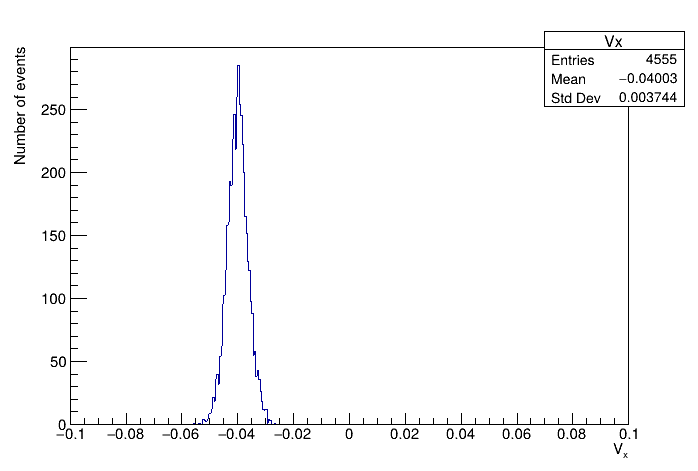 Vx
Entries 4555
Mean −0.04003
Std Dev 0.003744
Number of events
250
200
150
100
50
0
−0.1 −0.08 −0.06 −0.04 −0.02 0 0.02 0.04 0.06 0.08 0.1
Vx